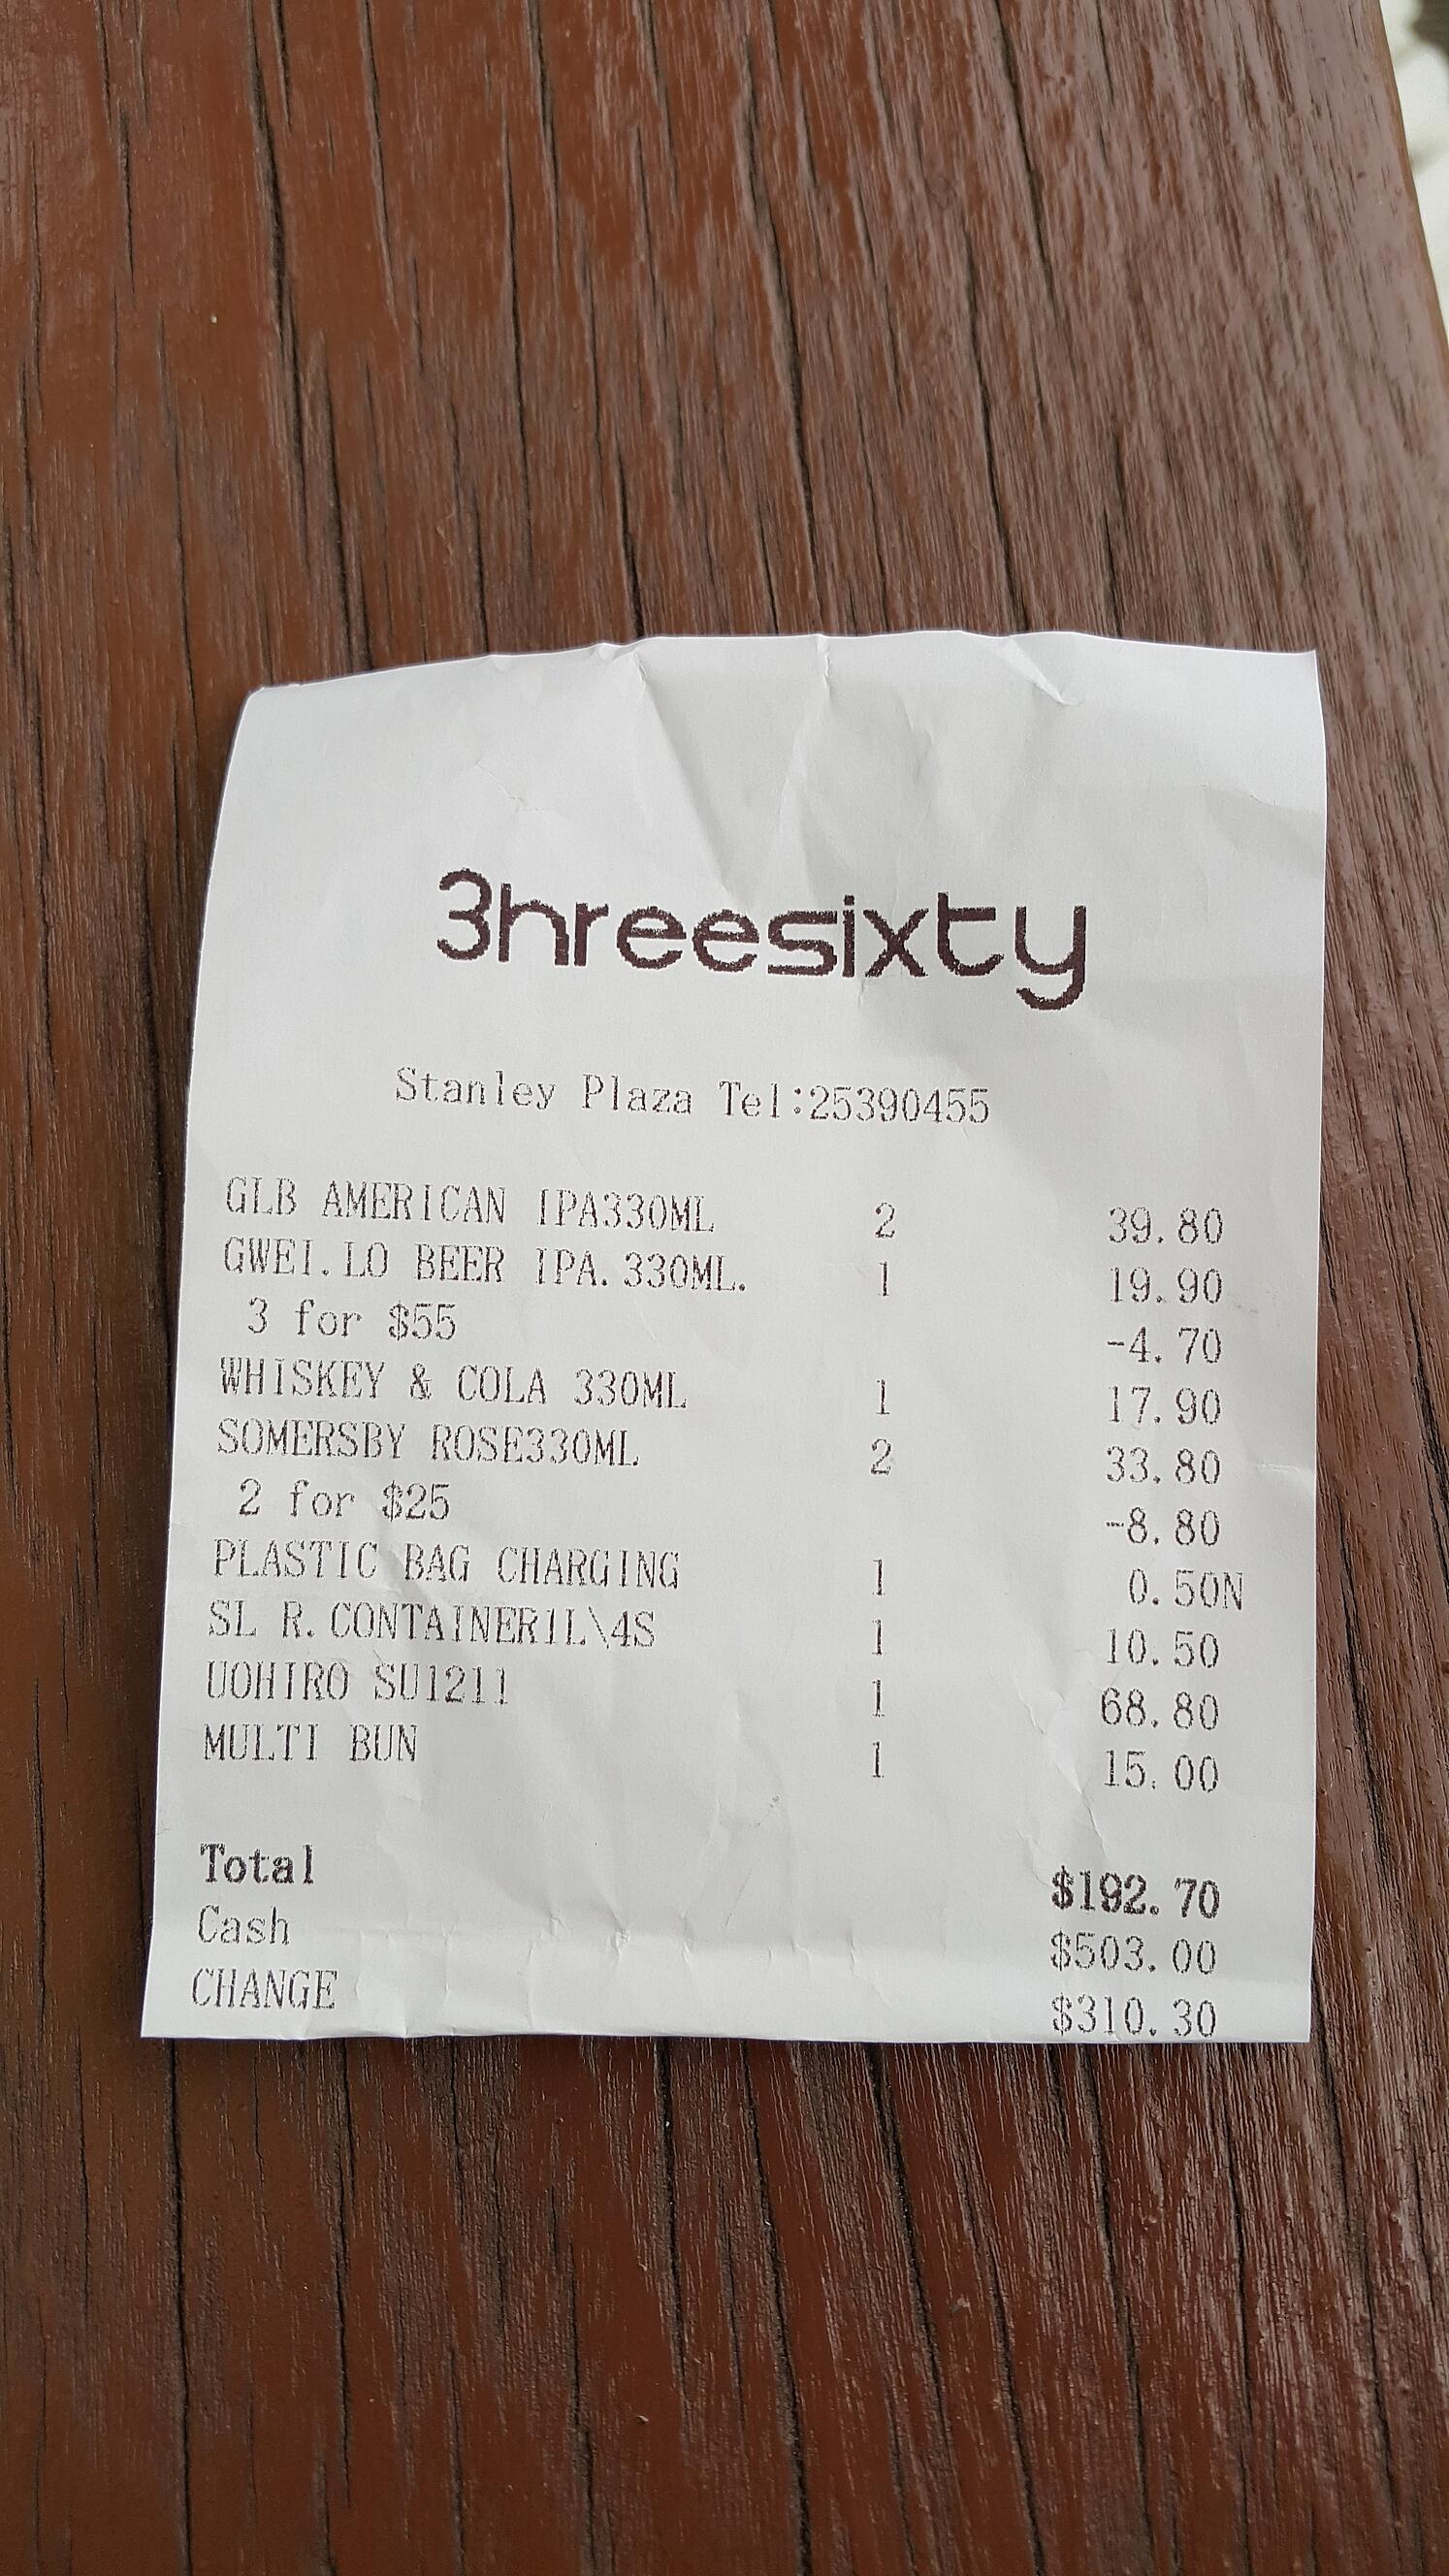 3hreesixty
Stanley Plaza Tel:25390455
GLB AMERICAN IPA330ML 2 39.80
GWEI.LO BEER IPA.330ML. 1 19.90
3 for $55 -4.70
WHISKEY & COLA 330ML 1 17.90
SOMERSBY ROSE330ML 2 33.80
2 for $25 -8.80
PLASTIC BAG CHARGING 1 0.50N
SL R.CONTAINER1L\4S 1 10.50
UOHIRO SU1211 1 68.80
MULTI BUN 1 15.00
Total $192.70
Cash $503.00
CHANGE $310.30